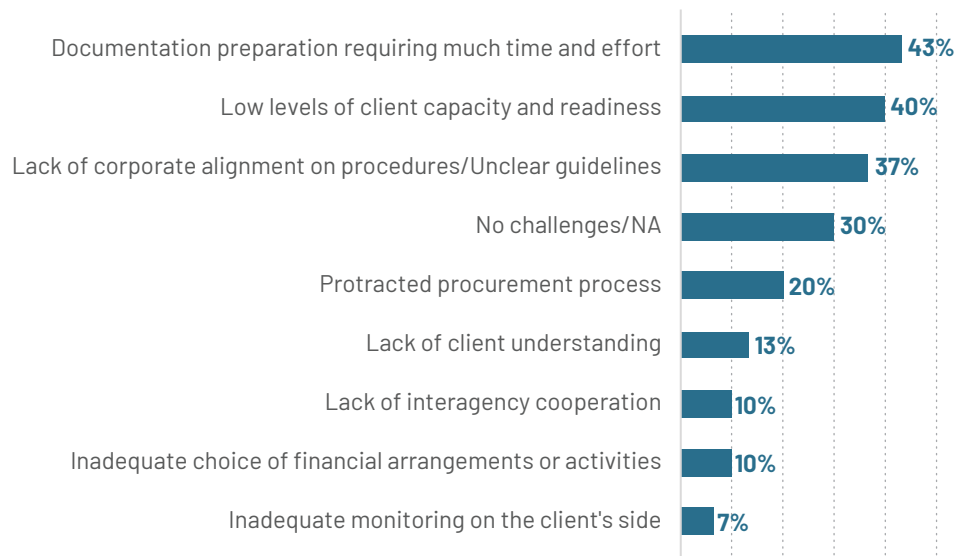 Documentation preparation requiring much time and effort 43%
Low levels of client capacity and readiness 40%
Lack of corporate alignment on procedures/Unclear guidelines 37%
No challenges/NA 30%
Protracted procurement process 20%
Lack of client understanding 13%
Lack of interagency cooperation 10%
Inadequate choice of financial arrangements or activities 10%
Inadequate monitoring on the client's side 7%